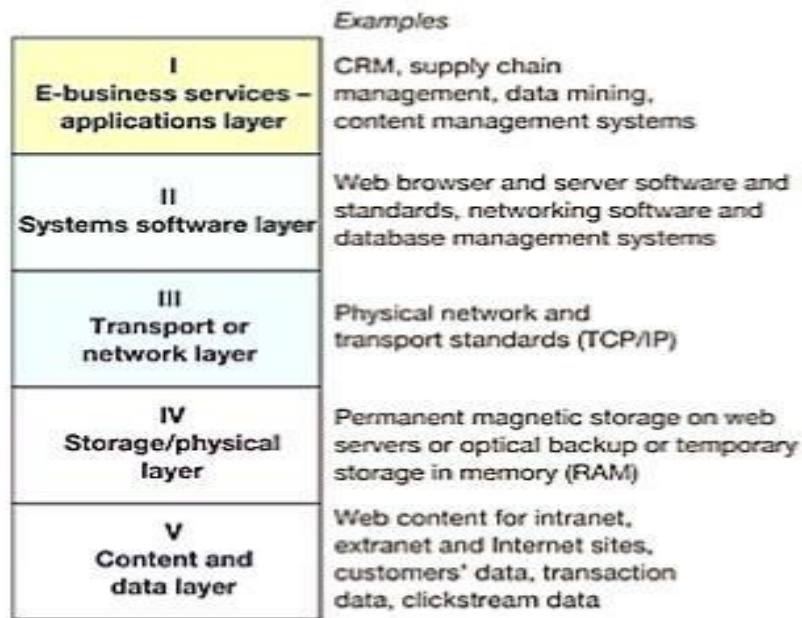 Examples
I
E-business services –
applications layer
CRM, supply chain
management, data mining,
content management systems
II
Systems software layer
Web browser and server software and
standards, networking software and
database management systems
III
Transport or
network layer
Physical network and
transport standards (TCP/IP)
IV
Storage/physical
layer
Permanent magnetic storage on web
servers or optical backup or temporary
storage in memory (RAM)
V
Content and
data layer
Web content for intranet,
extranet and Internet sites,
customers' data, transaction
data, clickstream data